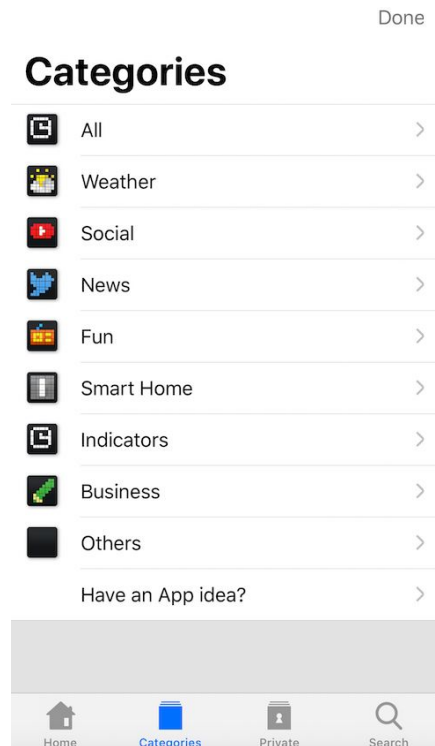 Done
Categories
All
Weather
Social
News
Fun
Smart Home
Indicators
Business
Others
Have an App idea?
Home
Categories
Private
Search